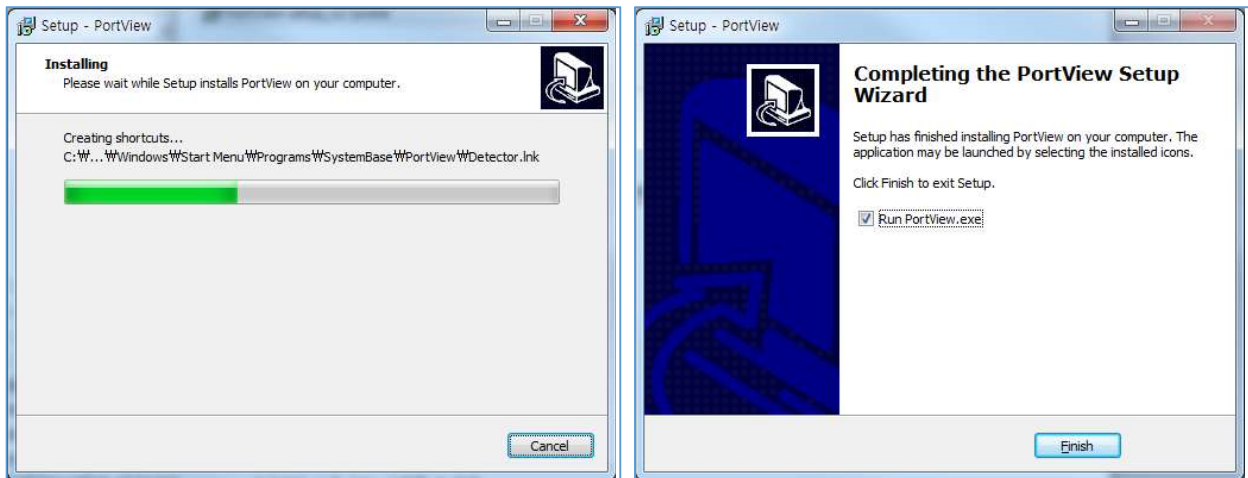 Setup - PortView
Installing
Please wait while Setup installs PortView on your computer.
Creating shortcuts...
C:₩...₩Windows₩Start Menu₩Programs₩SystemBase₩PortView₩Detector.lnk
Cancel
Setup - PortView
Completing the PortView Setup
Wizard
Setup has finished installing PortView on your computer. The
application may be launched by selecting the installed icons.
Click Finish to exit Setup.
Run PortView.exe
Finish